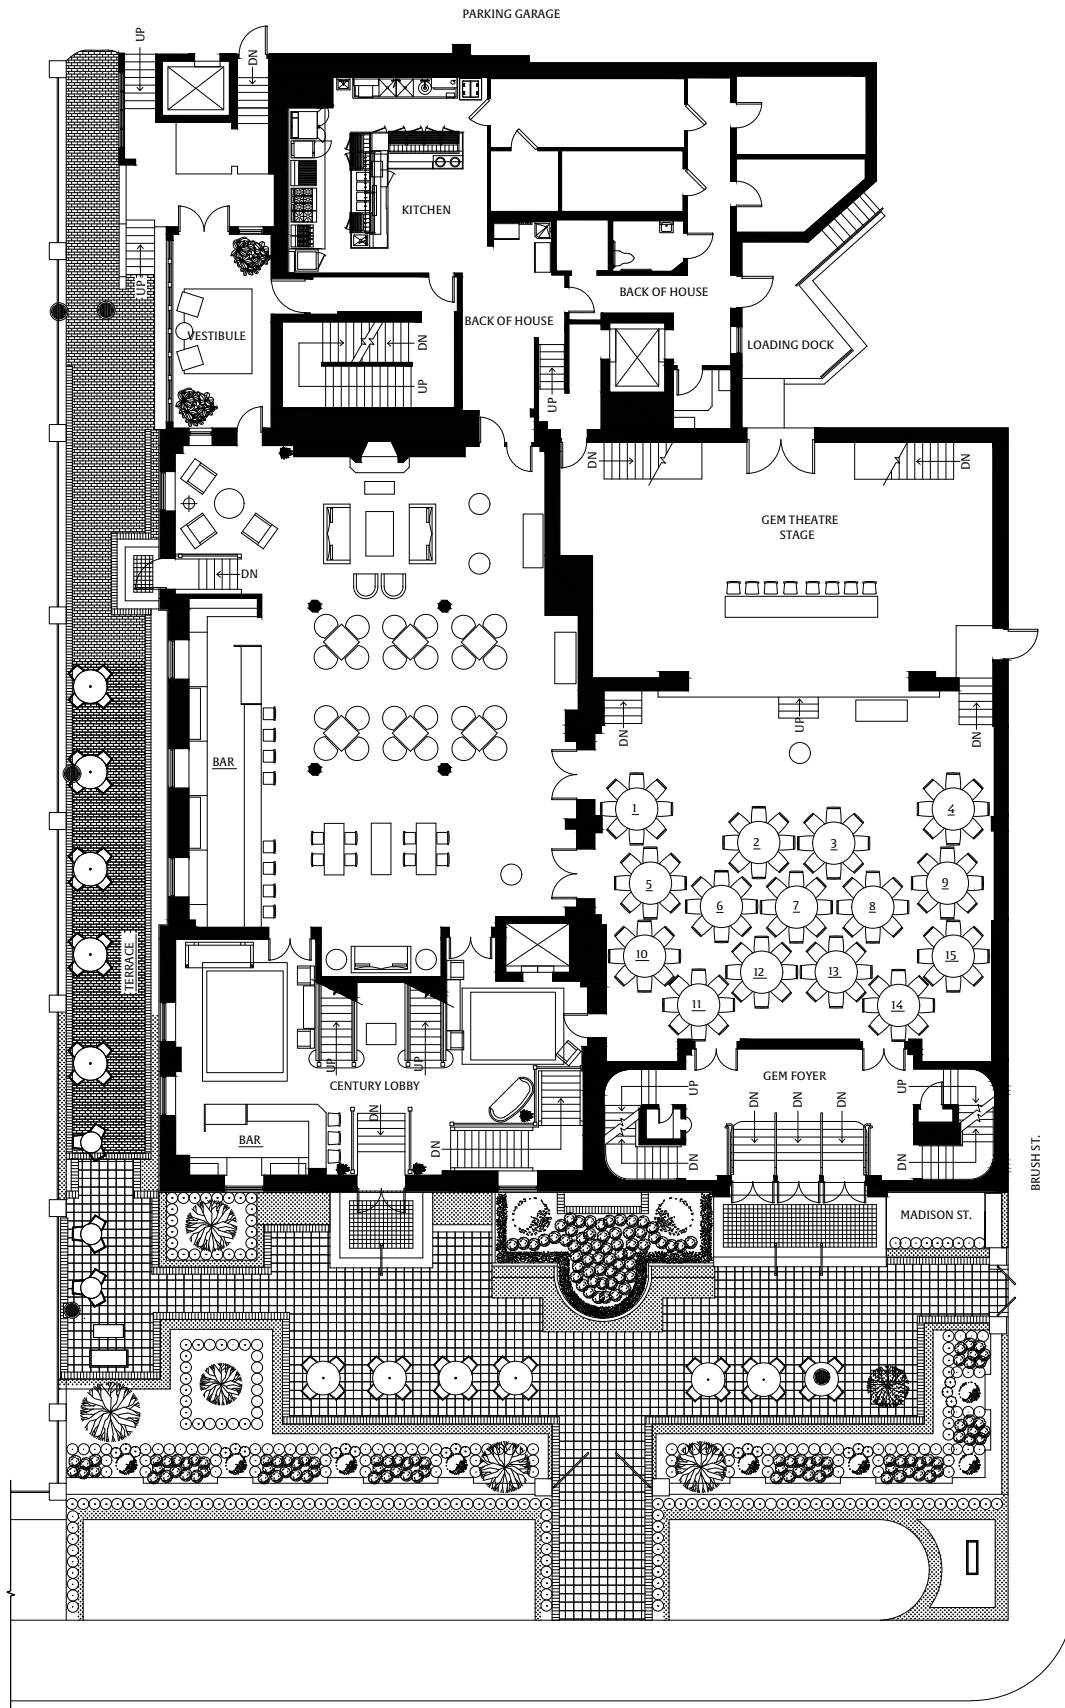 PARKING GARAGE
UP
DN
KITCHEN
UP
VESTIBULE
BACK OF HOUSE
BACK OF HOUSE
LOADING DOCK
DN
UP
UP
DN
DN
GEM THEATRE
STAGE
DN
DN
UP
DN
BAR
1
2
3
4
5
6
7
8
9
10
11
12
13
14
15
TERRACE
UP
UP
CENTURY LOBBY
DN
BAR
DN
GEM FOYER
UP
UP
DN
DN
DN
DN
DN
BRUSH ST.
MADISON ST.